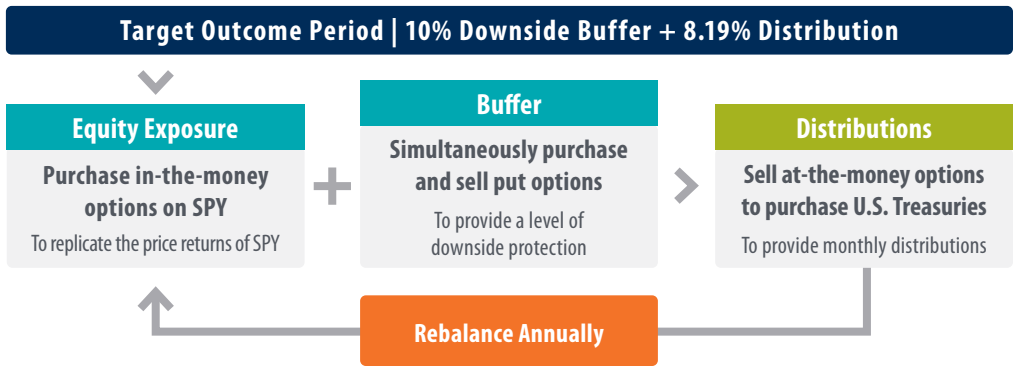 Target Outcome Period | 10% Downside Buffer + 8.19% Distribution
Equity Exposure
Purchase in-the-money
options on SPY
To replicate the price returns of SPY
Buffer
Simultaneously purchase
and sell put options
To provide a level of
downside protection
Distributions
Sell at-the-money options
to purchase U.S. Treasuries
To provide monthly distributions
Rebalance Annually